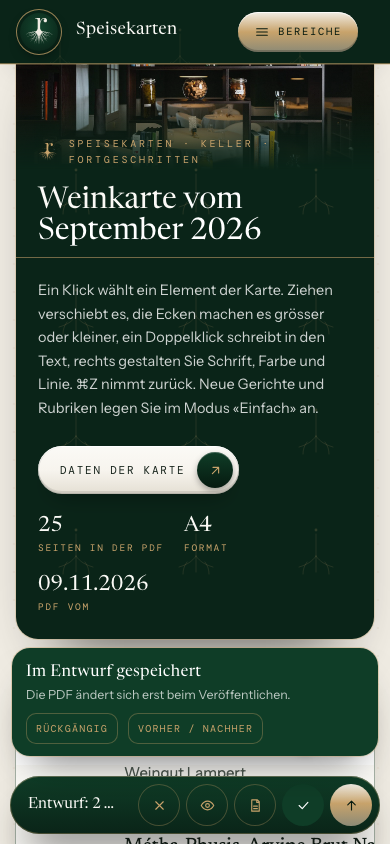 r
Speisekarten
BEREICHE
r
SPEISEKARTEN · KELLER ·
FORTGESCHRITTEN
Weinkarte vom
September 2026
Ein Klick wählt ein Element der Karte. Ziehen
verschiebt es, die Ecken machen es grösser
oder kleiner, ein Doppelklick schreibt in den
Text, rechts gestalten Sie Schrift, Farbe und
Linie. ⌘Z nimmt zurück. Neue Gerichte und
Rubriken legen Sie im Modus «Einfach» an.
DATEN DER KARTE
25
SEITEN IN DER PDF
A4
FORMAT
09.11.2026
PDF VOM
Im Entwurf gespeichert
Die PDF ändert sich erst beim Veröffentlichen.
RÜCKGÄNGIG
VORHER / NACHHER
Weingut Lampert
Entwurf: 2 ...